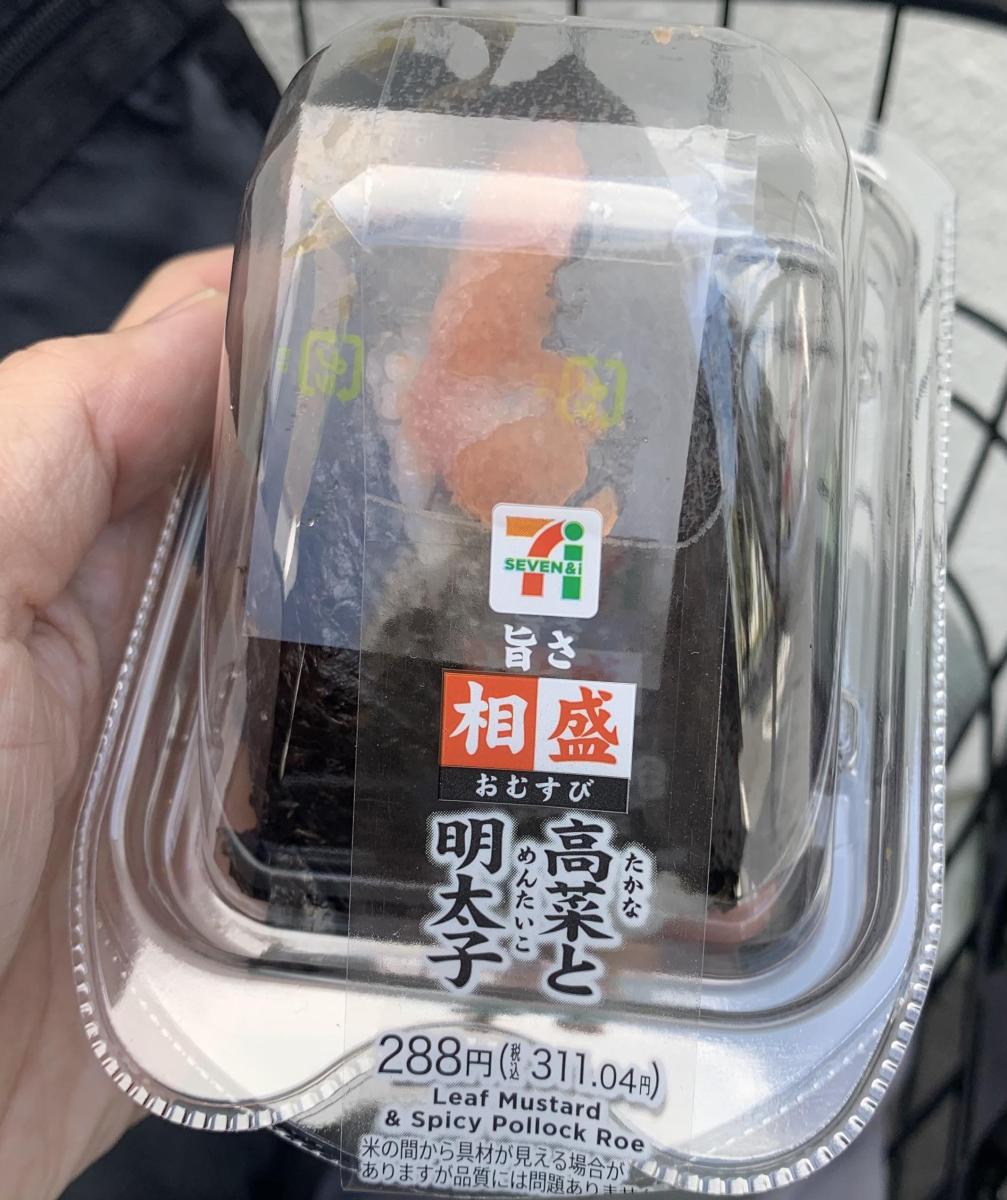 7i
SEVEN&i
旨さ
相盛
おむすび
高菜と
たかな
明太子
めんたいこ
288円(税込 311.04円)
Leaf Mustard
& Spicy Pollock Roe
米の間から具材が見える場合が
ありますが品質には問題ありませ